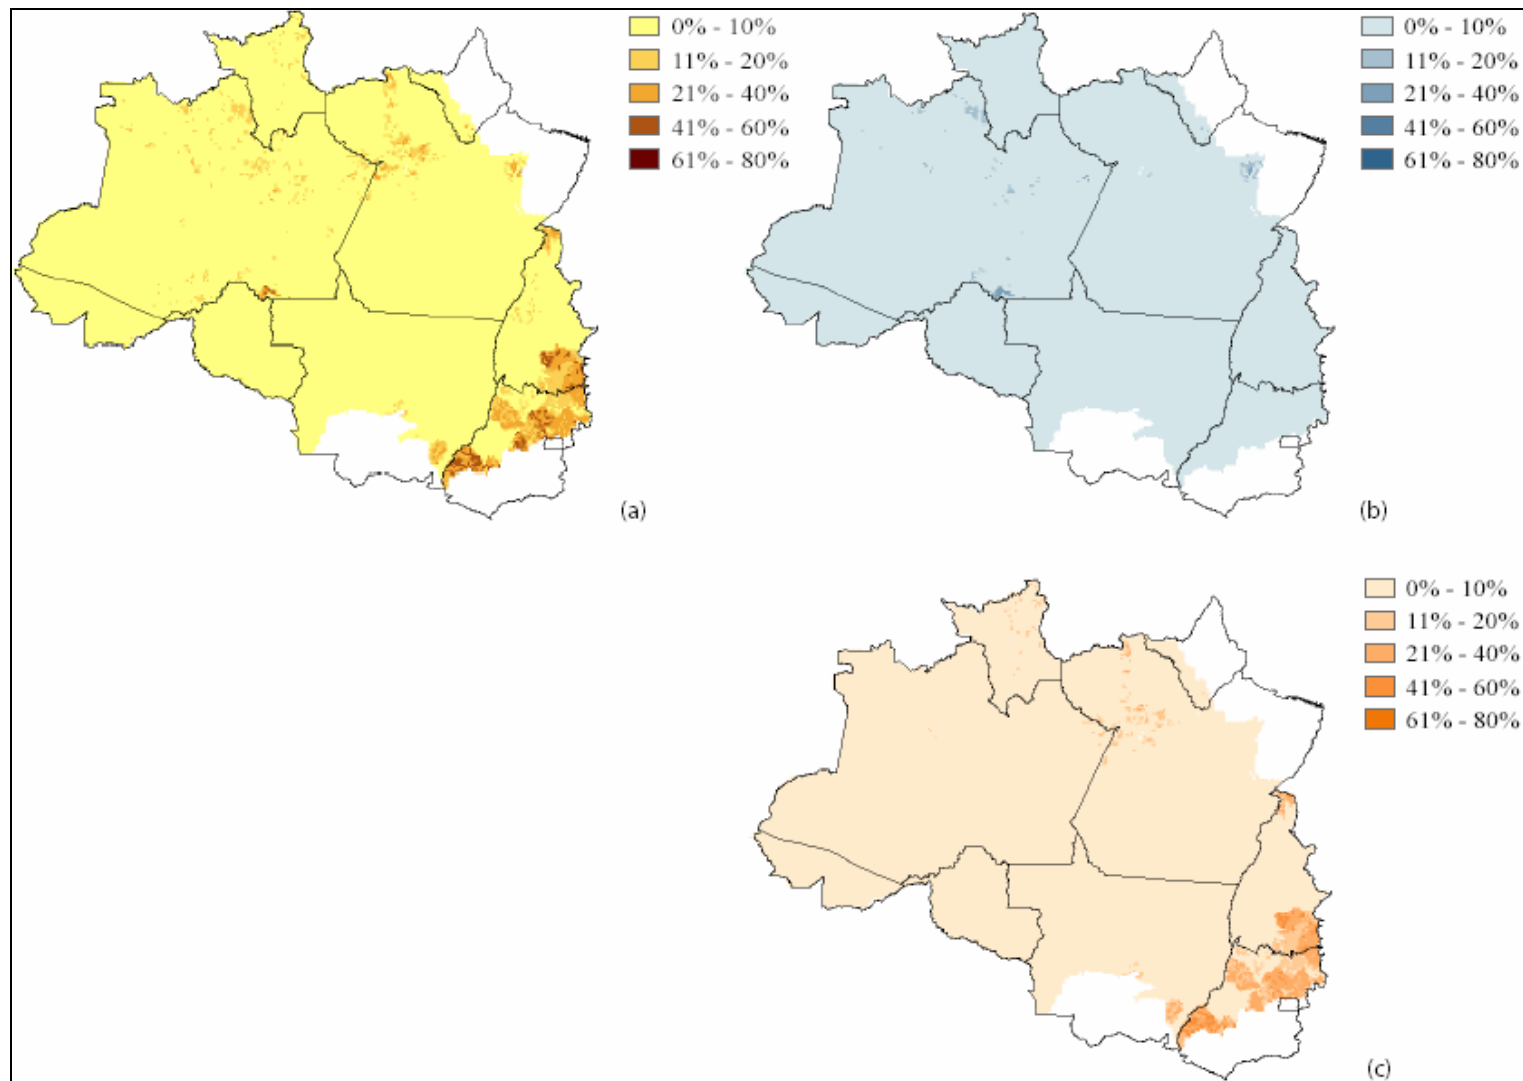 0% - 10%
11% - 20%
21% - 40%
41% - 60%
61% - 80%
(a)
0% - 10%
11% - 20%
21% - 40%
41% - 60%
61% - 80%
(b)
0% - 10%
11% - 20%
21% - 40%
41% - 60%
61% - 80%
(c)